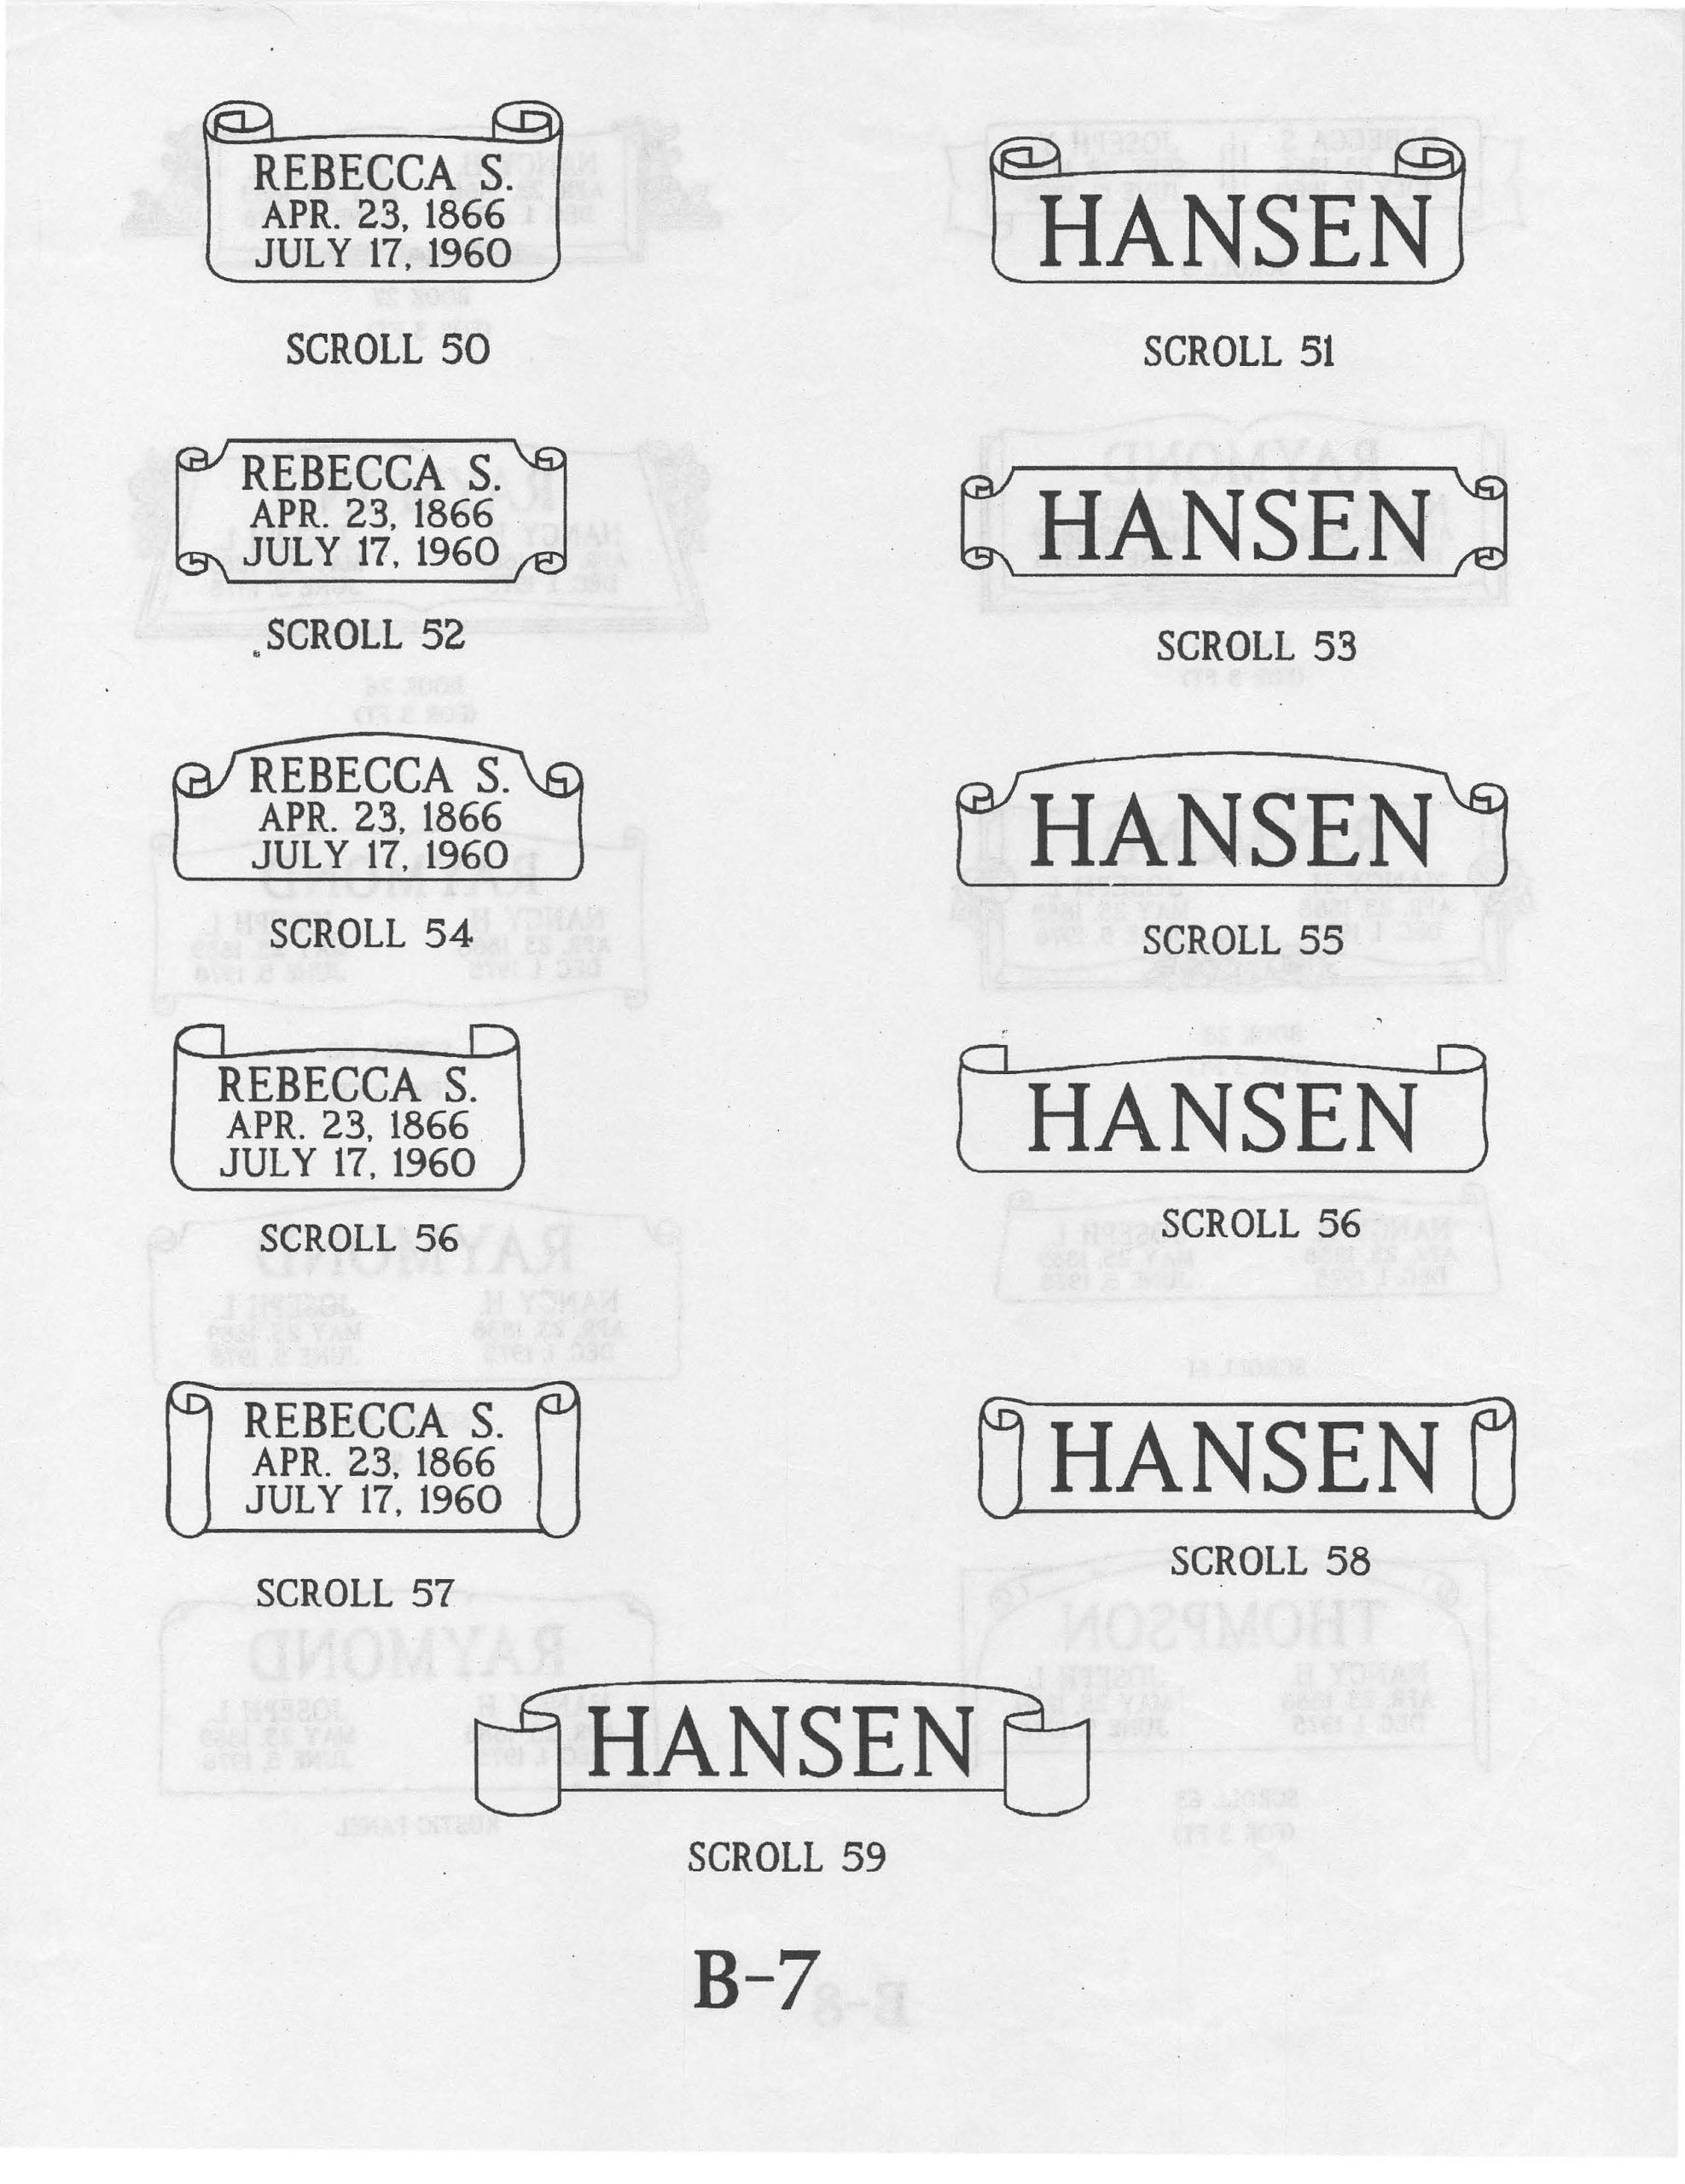 REBECCA S.
APR. 23, 1866
JULY 17, 1960
SCROLL 50
HANSEN
SCROLL 51
REBECCA S.
APR. 23, 1866
JULY 17, 1960
SCROLL 52
HANSEN
SCROLL 53
REBECCA S.
APR. 23, 1866
JULY 17, 1960
SCROLL 54
HANSEN
SCROLL 55
REBECCA S.
APR. 23, 1866
JULY 17, 1960
SCROLL 56
HANSEN
SCROLL 56
REBECCA S.
APR. 23, 1866
JULY 17, 1960
SCROLL 57
HANSEN
SCROLL 58
HANSEN
SCROLL 59
B-7